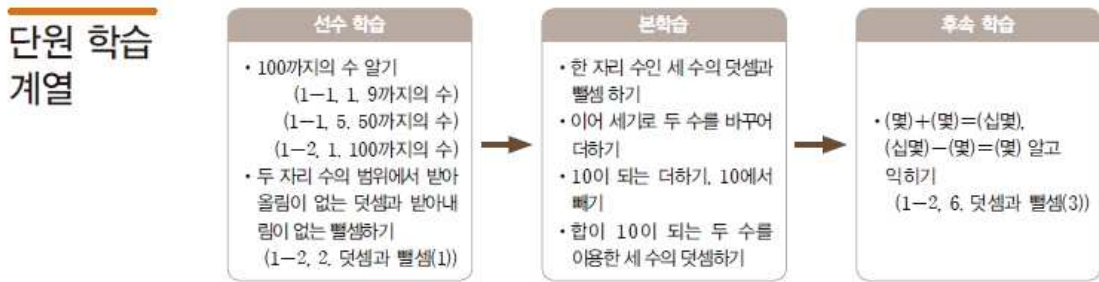 단원 학습
계열
선수 학습
• 100까지의 수 알기
(1-1, 1. 9까지의 수)
(1-1, 5. 50까지의 수)
(1-2, 1. 100까지의 수)
• 두 자리 수의 범위에서 받아
올림이 없는 덧셈과 받아내
림이 없는 뺄셈하기
(1-2, 2. 덧셈과 뺄셈(1))
본학습
• 한 자리 수인 세 수의 덧셈과
뺄셈 하기
• 이어 세기로 두 수를 바꾸어
더하기
• 10이 되는 더하기, 10에서
빼기
• 합이 10이 되는 두 수를
이용한 세 수의 덧셈하기
후속 학습
• (몇)+(몇)=(십몇),
(십몇)-(몇)=(몇) 알고
익히기
(1-2, 6. 덧셈과 뺄셈(3))